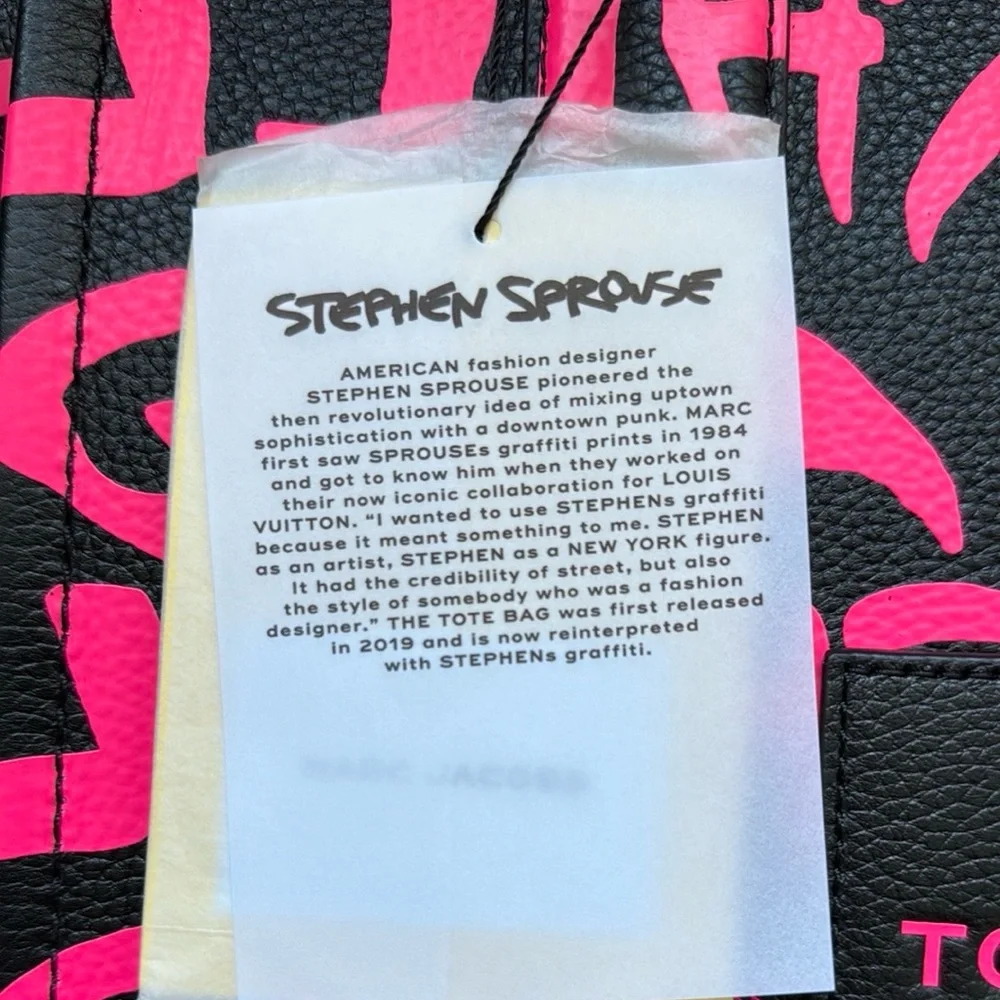 STEPHEN SPROUSE
AMERICAN fashion designer
STEPHEN SPROUSE pioneered the
then revolutionary idea of mixing uptown
sophistication with a downtown punk. MARC
first saw SPROUSEs graffiti prints in 1984
and got to know him when they worked on
their now iconic collaboration for LOUIS
VUITTON. “I wanted to use STEPHENs graffiti
because it meant something to me. STEPHEN
as an artist, STEPHEN as a NEW YORK figure.
It had the credibility of street, but also
the style of somebody who was a fashion
designer.” THE TOTE BAG was first released
in 2019 and is now reinterpreted
with STEPHENs graffiti.
MARC JACOBS